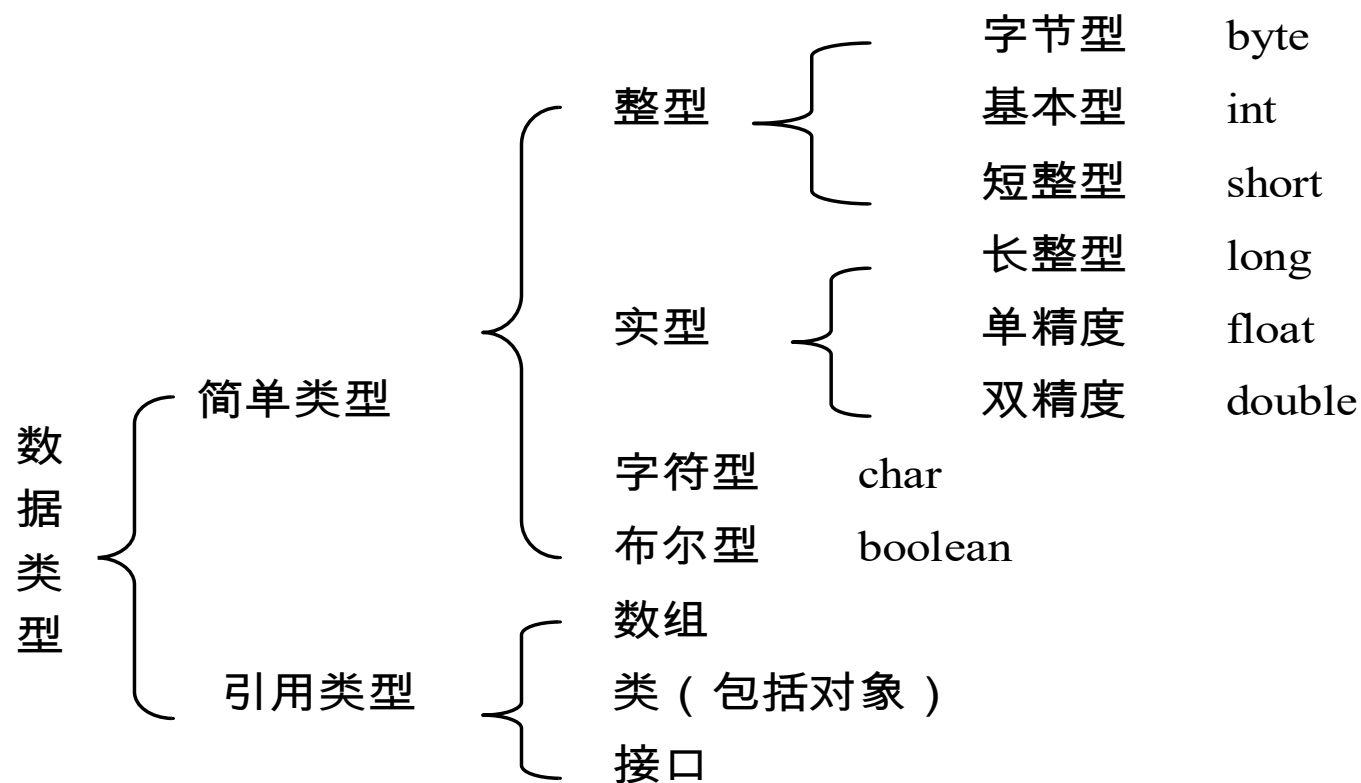 字节型 byte
整型 基本型 int
短整型 short
长整型 long
实型 单精度 float
简单类型 双精度 double
数据类型
字符型 char
布尔型 boolean
数组
引用类型 类（包括对象）
接口